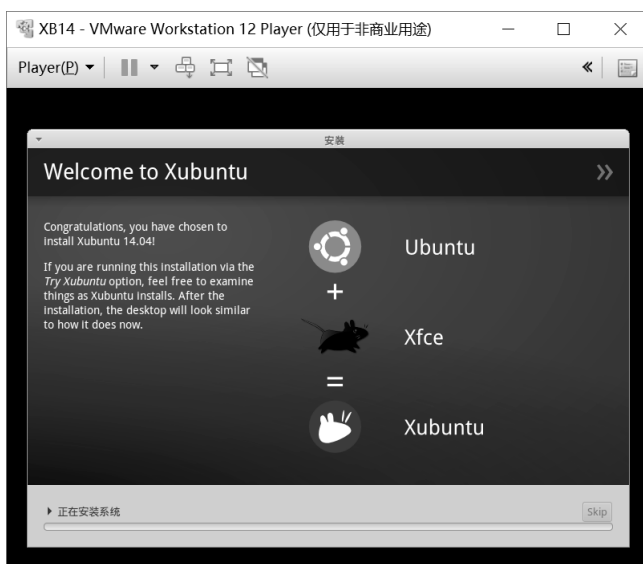 XB14 - VMware Workstation 12 Player (仅用于非商业用途)
Player(P)
安装
Welcome to Xubuntu
Congratulations, you have chosen to
install Xubuntu 14.04!
If you are running this installation via the
Try Xubuntu option, feel free to examine
things as Xubuntu installs. After the
installation, the desktop will look similar
to how it does now.
Ubuntu
+
Xfce
=
Xubuntu
正在安装系统
Skip